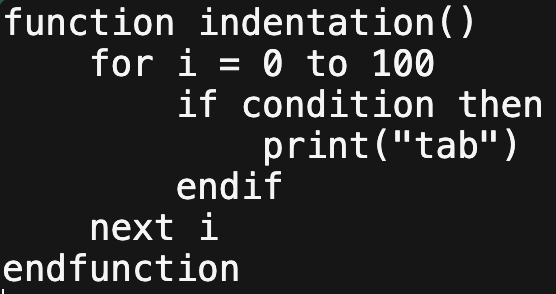 function indentation()
    for i = 0 to 100
        if condition then
            print("tab")
        endif
    next i
endfunction